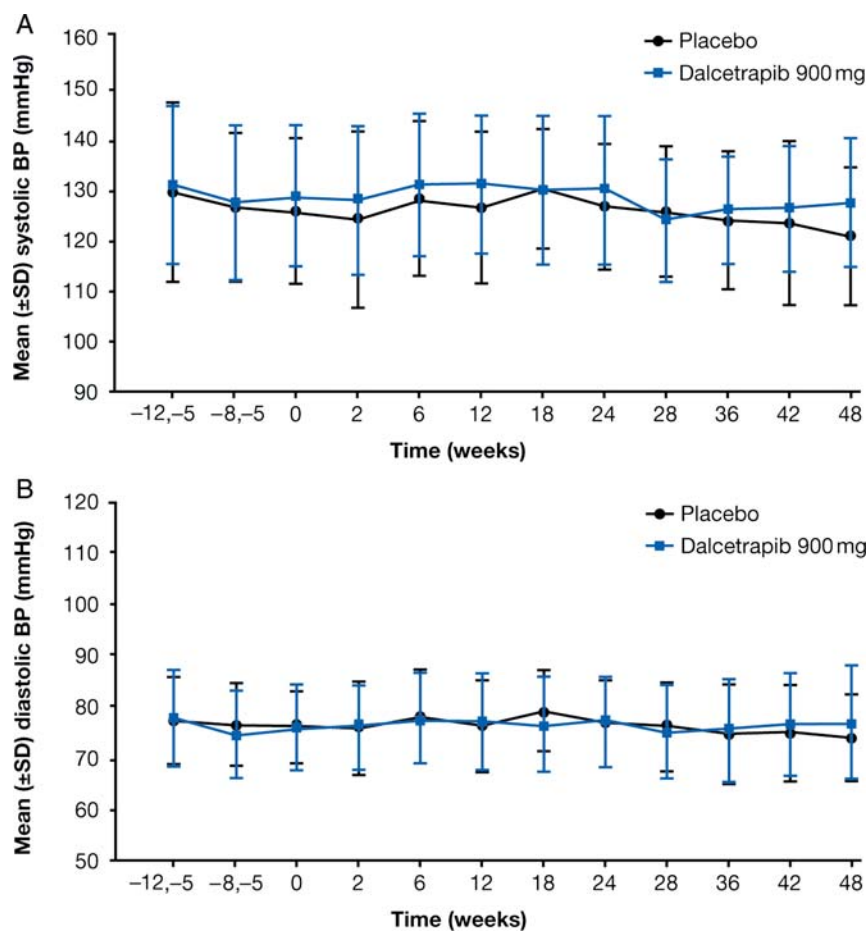 A
Mean (±SD) systolic BP (mmHg)
160
150
140
130
120
110
100
90
Placebo
Dalcetrapib 900 mg
−12,−5 −8,−5 0 2 6 12 18 24 28 36 42 48
Time (weeks)
B
Mean (±SD) diastolic BP (mmHg)
120
110
100
90
80
70
60
50
Placebo
Dalcetrapib 900 mg
−12,−5 −8,−5 0 2 6 12 18 24 28 36 42 48
Time (weeks)